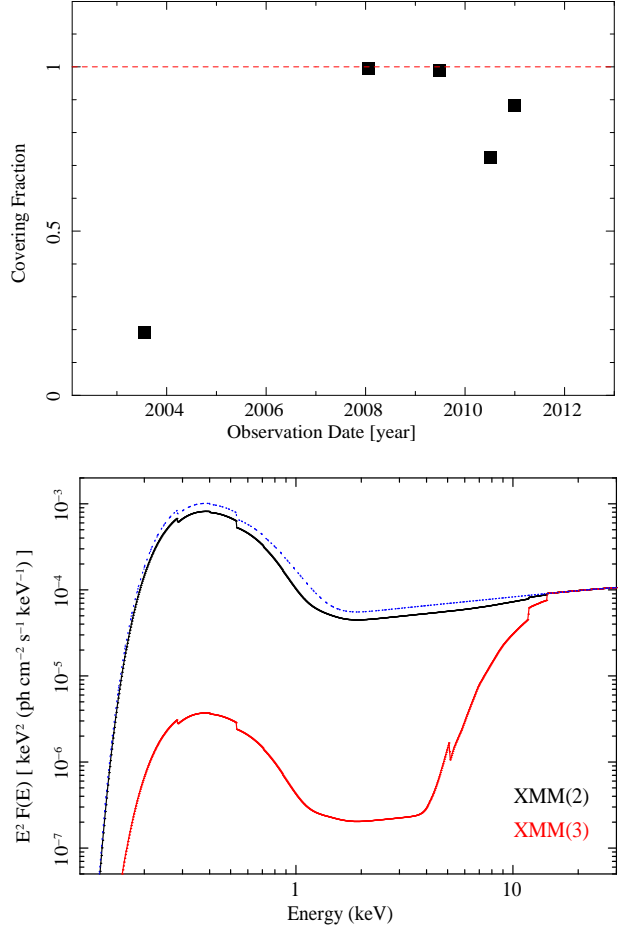 1
0.5
0
Covering Fraction
2004 2006 2008 2010 2012
Observation Date [year]
10⁻³
10⁻⁴
10⁻⁵
10⁻⁶
10⁻⁷
E² F(E) [ keV² (ph cm⁻² s⁻¹ keV⁻¹) ]
XMM(2)
XMM(3)
1 10
Energy (keV)